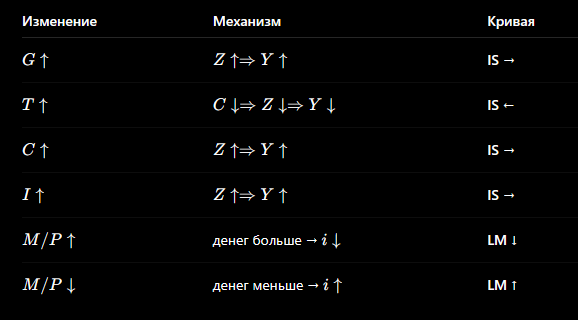 Изменение Механизм Кривая
G ↑ Z ↑⇒ Y ↑ IS →
T ↑ C ↓⇒ Z ↓⇒ Y ↓ IS ←
C ↑ Z ↑⇒ Y ↑ IS →
I ↑ Z ↑⇒ Y ↑ IS →
M/P ↑ денег больше → i ↓ LM ↓
M/P ↓ денег меньше → i ↑ LM ↑